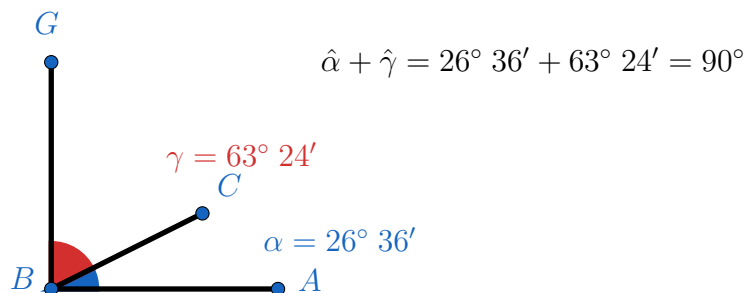 G
α̂ + γ̂ = 26° 36′ + 63° 24′ = 90°
γ = 63° 24′
C
α = 26° 36′
B
A